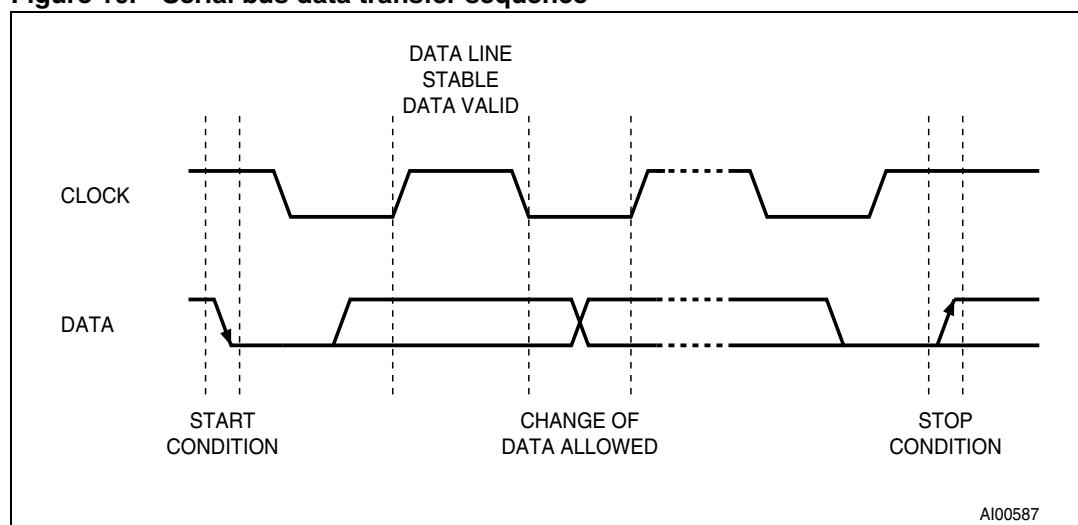 DATA LINE
STABLE
DATA VALID
CLOCK
DATA
START
CONDITION
CHANGE OF
DATA ALLOWED
STOP
CONDITION
AI00587